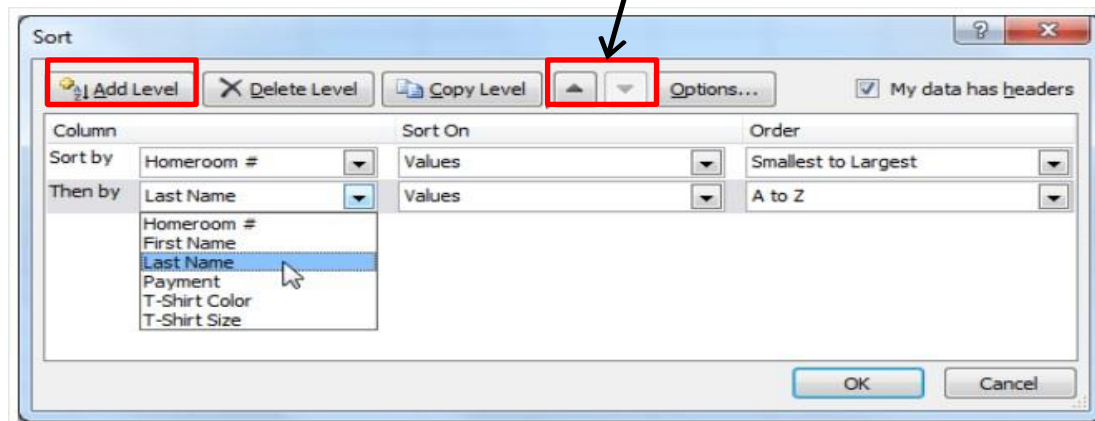 Sort
Add Level Delete Level Copy Level Options... My data has headers
Column Sort On Order
Sort by Homeroom # Values Smallest to Largest
Then by Last Name Values A to Z
Homeroom #
First Name
Last Name
Payment
T-Shirt Color
T-Shirt Size
OK Cancel